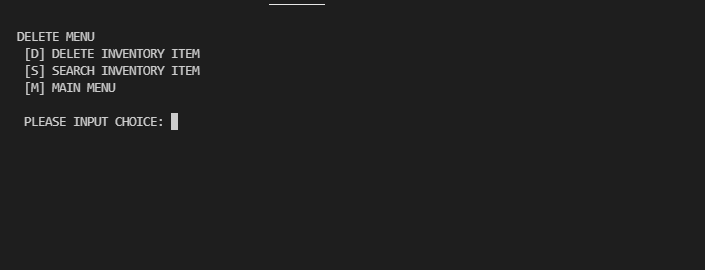 DELETE MENU
[D] DELETE INVENTORY ITEM
[S] SEARCH INVENTORY ITEM
[M] MAIN MENU
PLEASE INPUT CHOICE: